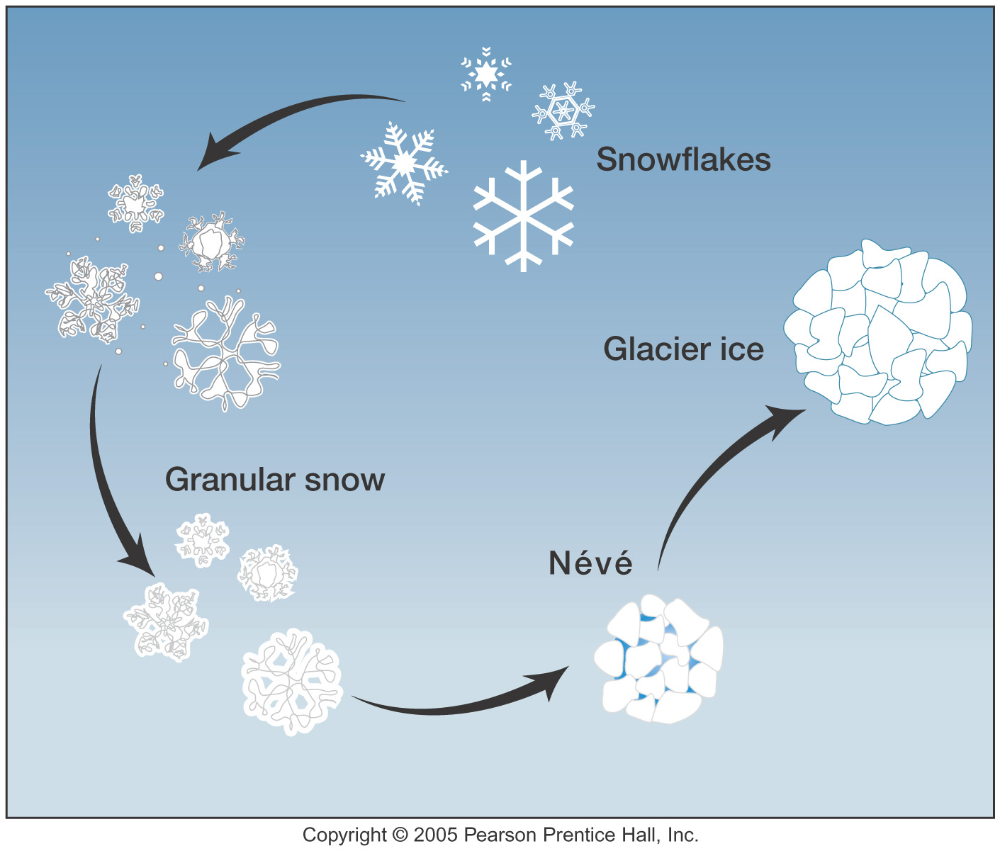 Snowflakes
Glacier ice
Granular snow
Névé
Copyright © 2005 Pearson Prentice Hall, Inc.